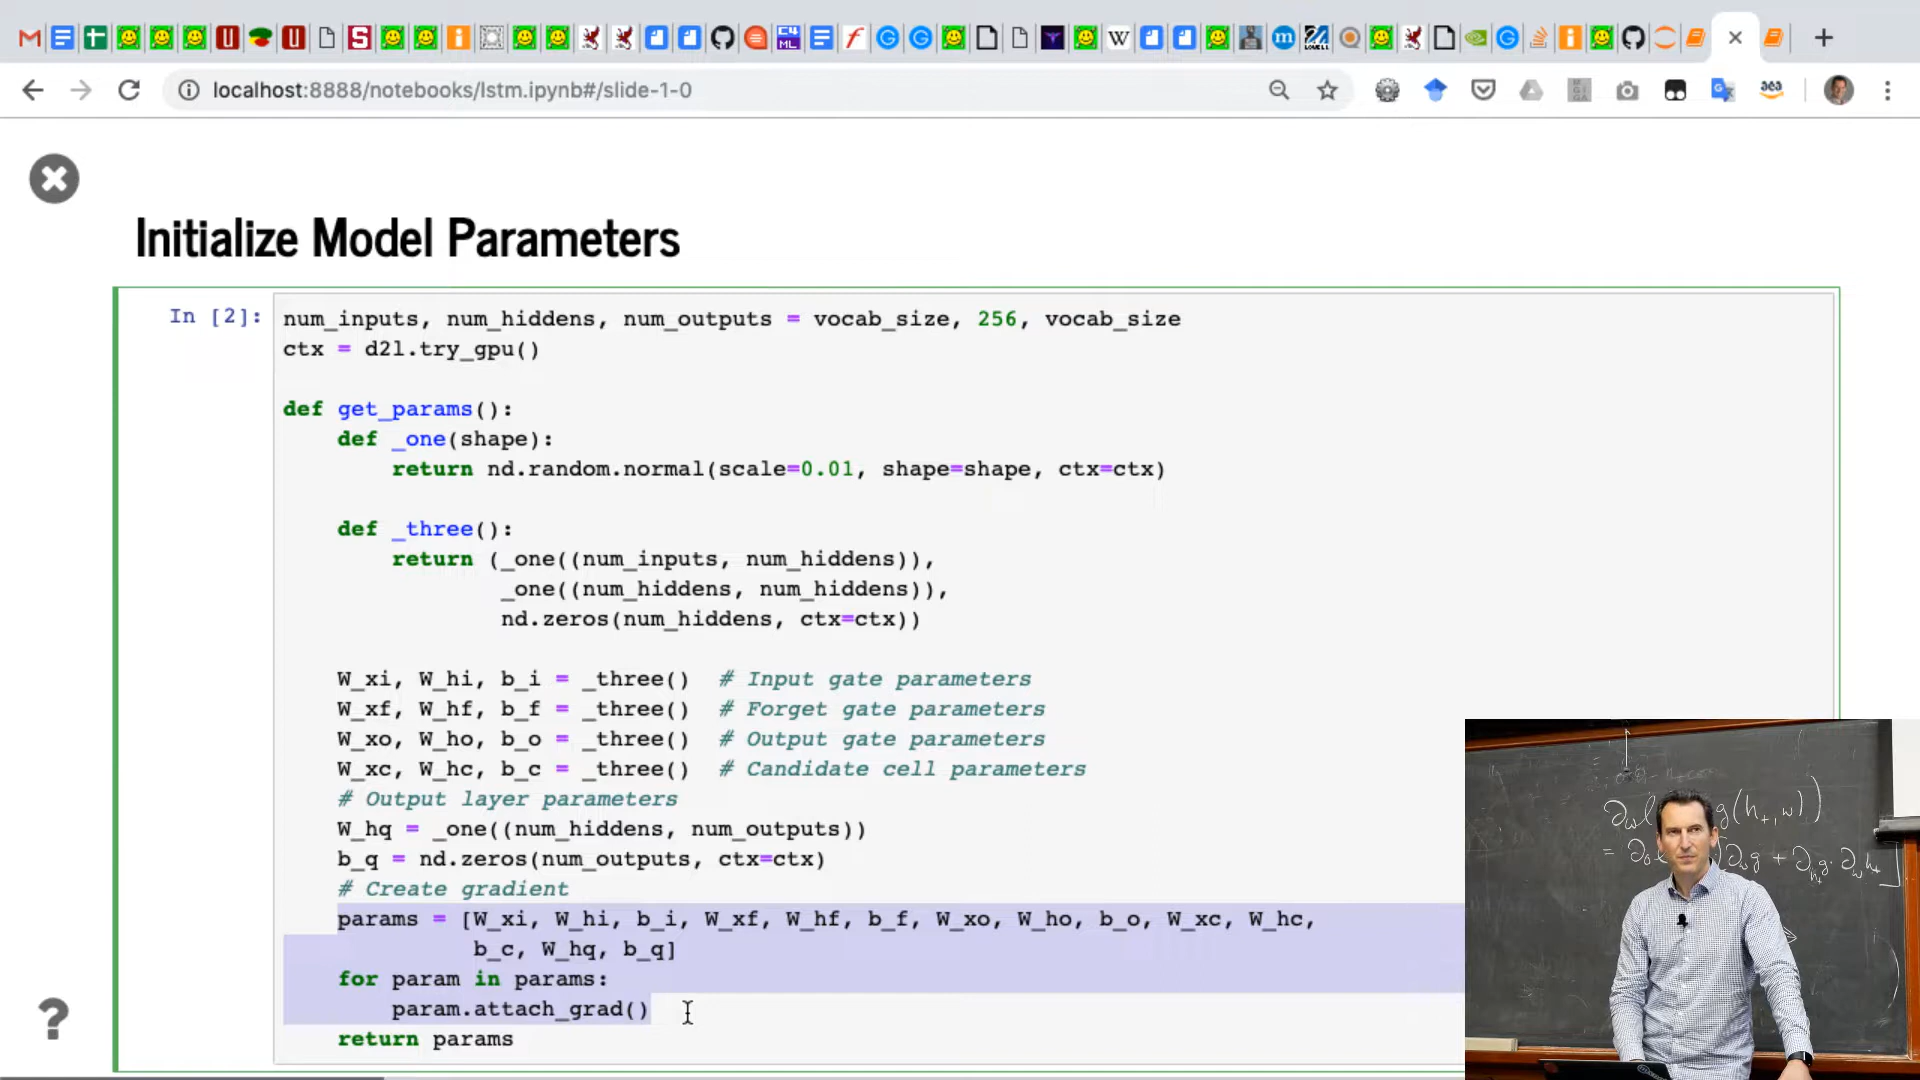 localhost:8888/notebooks/lstm.ipynb#/slide-1-0
Initialize Model Parameters
In [2]:
num_inputs, num_hiddens, num_outputs = vocab_size, 256, vocab_size
ctx = d2l.try_gpu()
def get_params():
def _one(shape):
return nd.random.normal(scale=0.01, shape=shape, ctx=ctx)
def _three():
return (_one((num_inputs, num_hiddens)),
_one((num_hiddens, num_hiddens)),
nd.zeros(num_hiddens, ctx=ctx))
W_xi, W_hi, b_i = _three() # Input gate parameters
W_xf, W_hf, b_f = _three() # Forget gate parameters
W_xo, W_ho, b_o = _three() # Output gate parameters
W_xc, W_hc, b_c = _three() # Candidate cell parameters
# Output layer parameters
W_hq = _one((num_hiddens, num_outputs))
b_q = nd.zeros(num_outputs, ctx=ctx)
# Create gradient
params = [W_xi, W_hi, b_i, W_xf, W_hf, b_f, W_xo, W_ho, b_o, W_xc, W_hc,
b_c, W_hq, b_q]
for param in params:
param.attach_grad()
return params